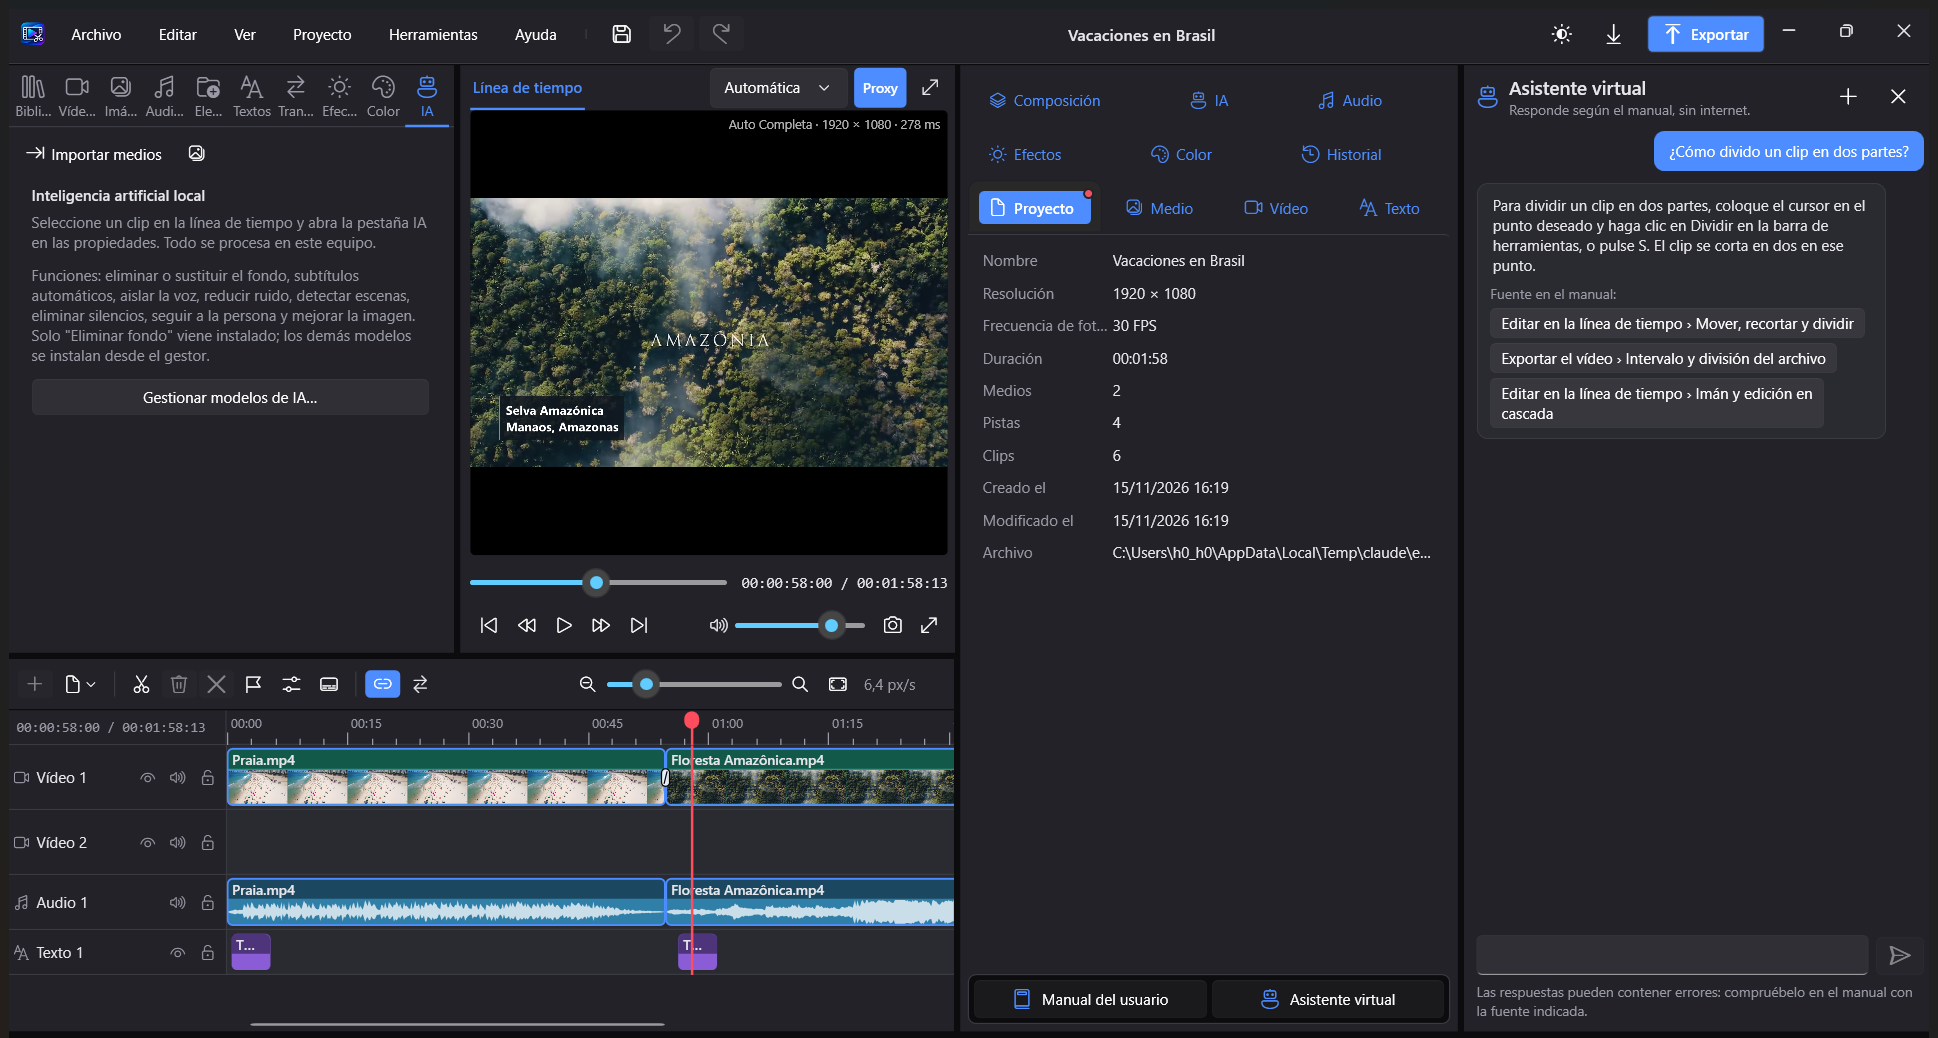 Archivo Editar Ver Proyecto Herramientas Ayuda Vacaciones en Brasil Exportar
Bibli... Víde... Imá... Audi... Ele... Textos Tran... Efec... Color IA
Importar medios
Inteligencia artificial local
Seleccione un clip en la línea de tiempo y abra la pestaña IA
en las propiedades. Todo se procesa en este equipo.
Funciones: eliminar o sustituir el fondo, subtítulos
automáticos, aislar la voz, reducir ruido, detectar escenas,
eliminar silencios, seguir a la persona y mejorar la imagen.
Solo "Eliminar fondo" viene instalado; los demás modelos
se instalan desde el gestor.
Gestionar modelos de IA...
Línea de tiempo Automática Proxy
Auto Completa · 1920 × 1080 · 278 ms
AMAZÔNIA
Selva Amazónica
Manaos, Amazonas
00:00:58:00 / 00:01:58:13
Composición IA Audio
Efectos Color Historial
Proyecto Medio Vídeo Texto
Nombre Vacaciones en Brasil
Resolución 1920 × 1080
Frecuencia de fot... 30 FPS
Duración 00:01:58
Medios 2
Pistas 4
Clips 6
Creado el 15/11/2026 16:19
Modificado el 15/11/2026 16:19
Archivo C:\Users\h0_h0\AppData\Local\Temp\claude\e...
Manual del usuario Asistente virtual
Asistente virtual
Responde según el manual, sin internet.
¿Cómo divido un clip en dos partes?
Para dividir un clip en dos partes, coloque el cursor en el
punto deseado y haga clic en Dividir en la barra de
herramientas, o pulse S. El clip se corta en dos en ese
punto.
Fuente en el manual:
Editar en la línea de tiempo › Mover, recortar y dividir
Exportar el vídeo › Intervalo y división del archivo
Editar en la línea de tiempo › Imán y edición en
cascada
Las respuestas pueden contener errores: compruébelo en el manual con
la fuente indicada.
6,4 px/s
00:00:58:00 / 00:01:58:13 00:00 00:15 00:30 00:45 01:00 01:15
Vídeo 1 Praia.mp4 Floresta Amazônica.mp4
Vídeo 2
Audio 1 Praia.mp4 Floresta Amazônica.mp4
Texto 1 T... T...